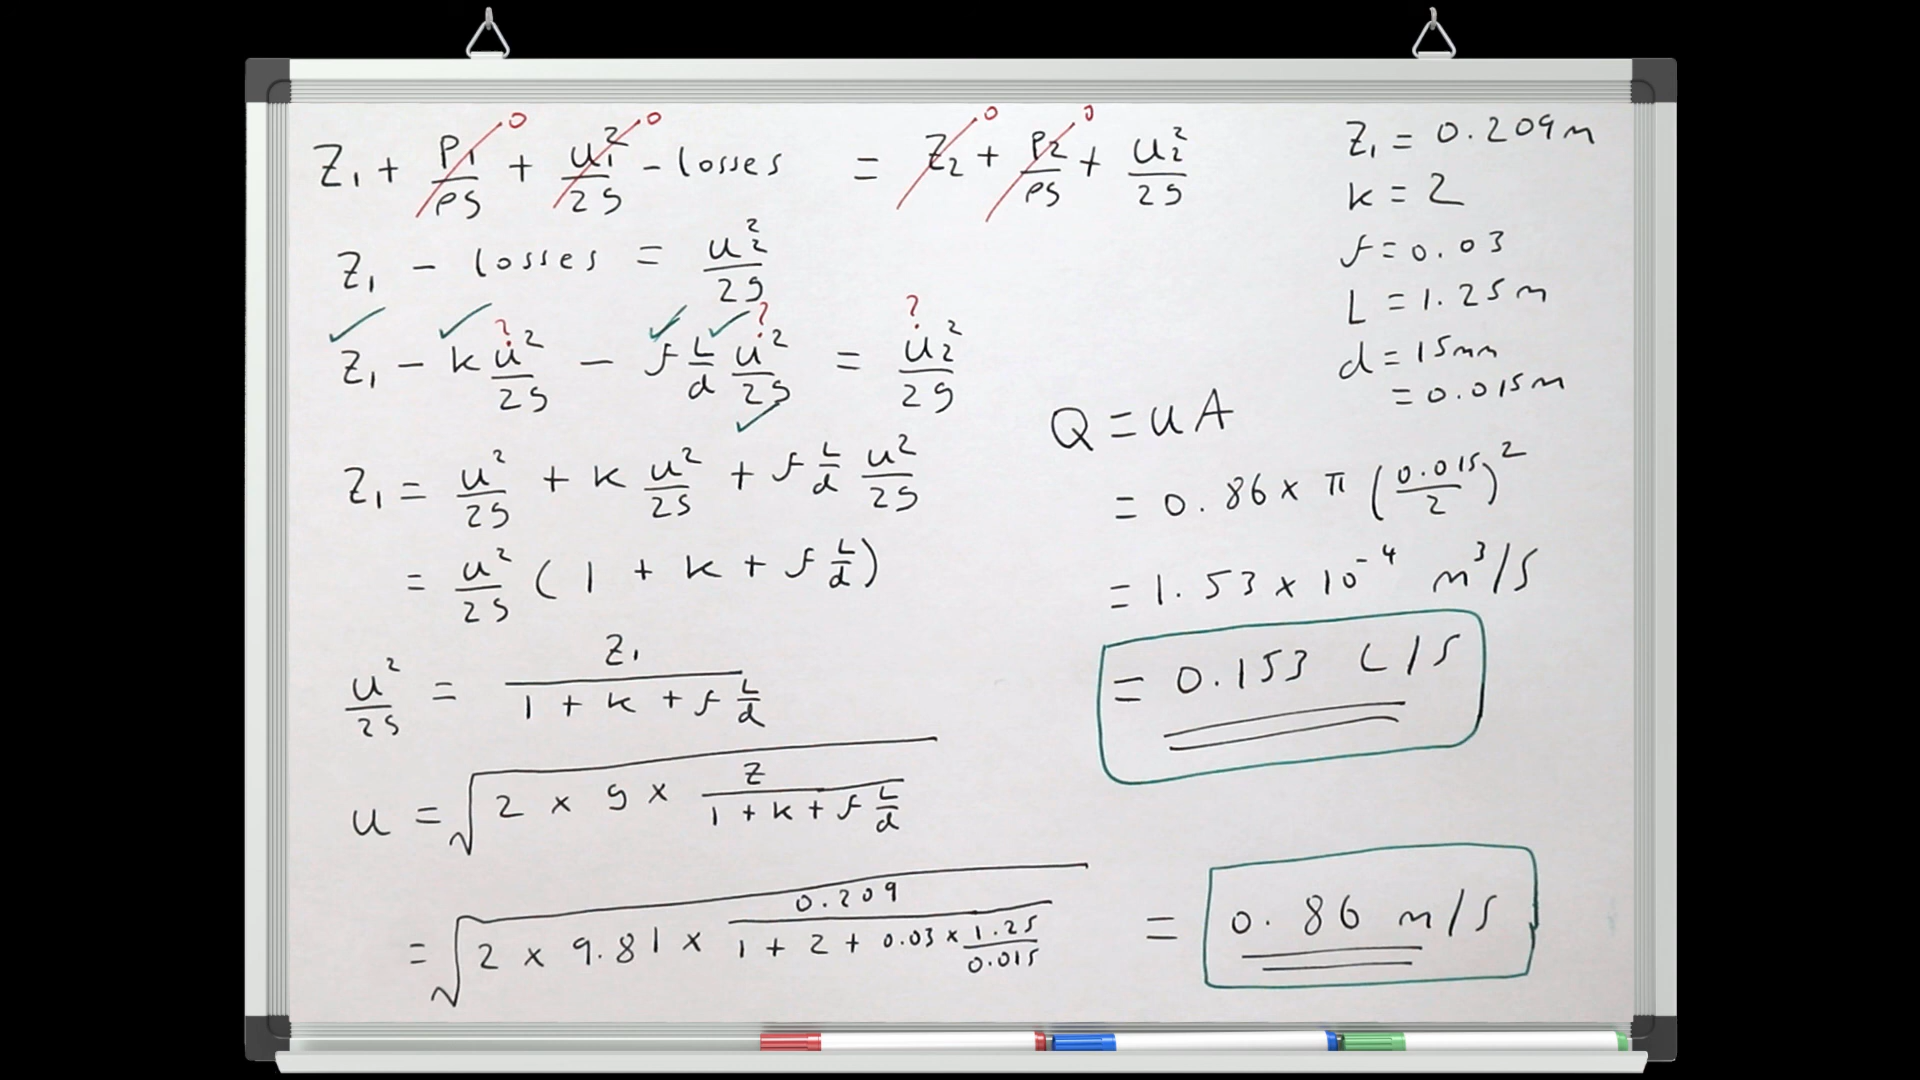 Z₁ + P₁/ρg + u₁²/2g - losses = Z₂ + P₂/ρg + u₂²/2g
0 0 0 0
Z₁ - losses = u₂²/2g
Z₁ - k u²/2g - f L/d u²/2g = u₂²/2g
? ? ?
Z₁ = u²/2g + k u²/2g + f L/d u²/2g
= u²/2g (1 + k + f L/d)
u²/2g = Z₁/(1 + k + f L/d)
u = √(2 × g × Z/(1 + k + f L/d))
= √(2 × 9.81 × 0.209/(1 + 2 + 0.03 × 1.25/0.015)) = 0.86 m/s
Z₁ = 0.209m
k = 2
f = 0.03
L = 1.25m
d = 15mm
= 0.015m
Q = uA
= 0.86 × π (0.015/2)²
= 1.53 × 10⁻⁴ m³/s
= 0.153 L/s